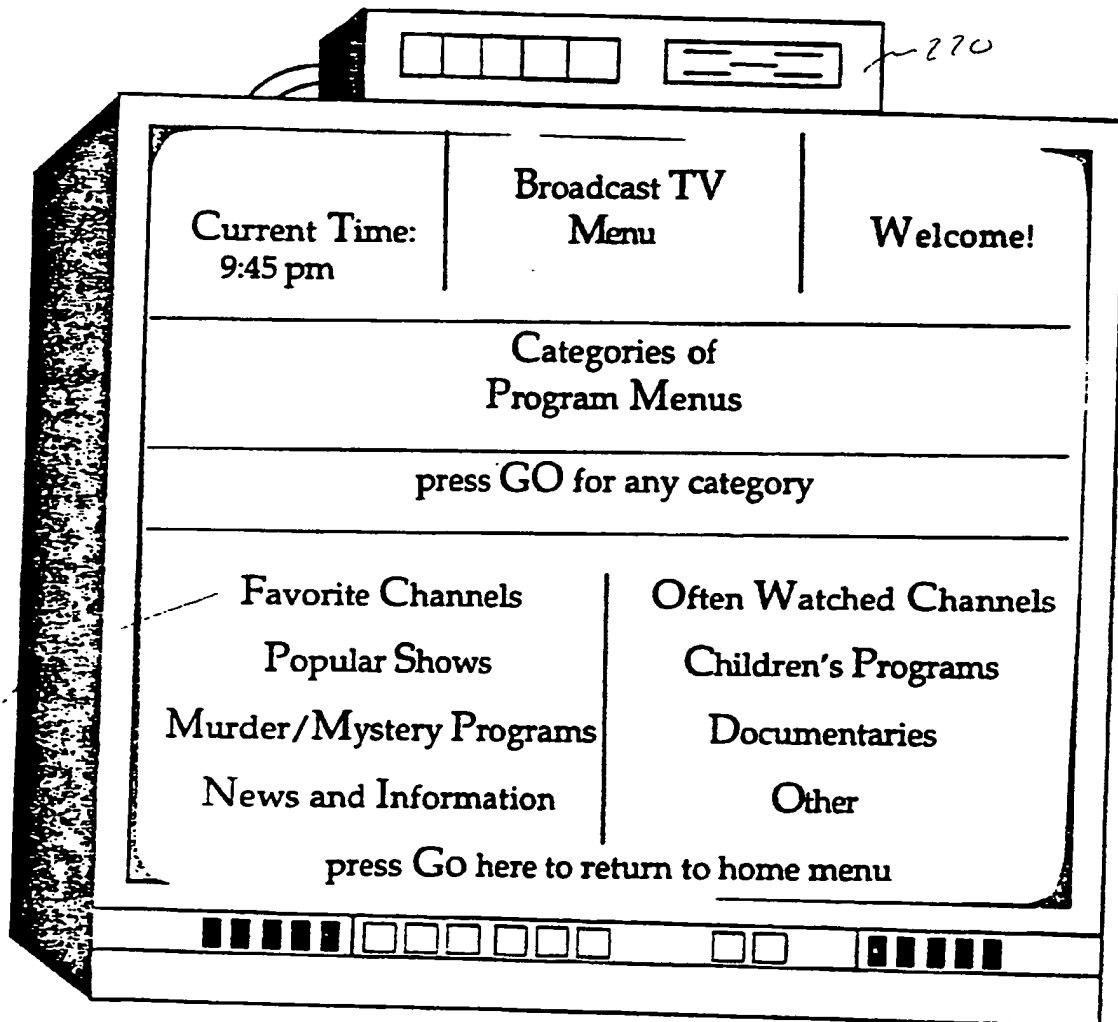 220
Current Time:
9:45 pm
Broadcast TV
Menu
Welcome!
Categories of
Program Menus
press GO for any category
Favorite Channels
Often Watched Channels
Popular Shows
Children's Programs
Murder/Mystery Programs
Documentaries
News and Information
Other
press Go here to return to home menu